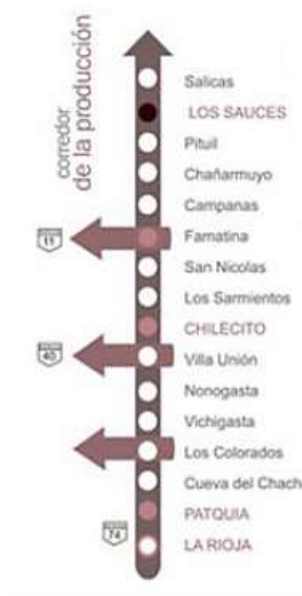 corredor
de la producción
Salicas
LOS SAUCES
Pituil
Chañarmuyo
Campanas
Famatina
11
San Nicolas
Los Sarmientos
CHILECITO
Villa Unión
40
Nonogasta
Vichigasta
Los Colorados
Cueva del Chach
PATQUIA
74
LA RIOJA